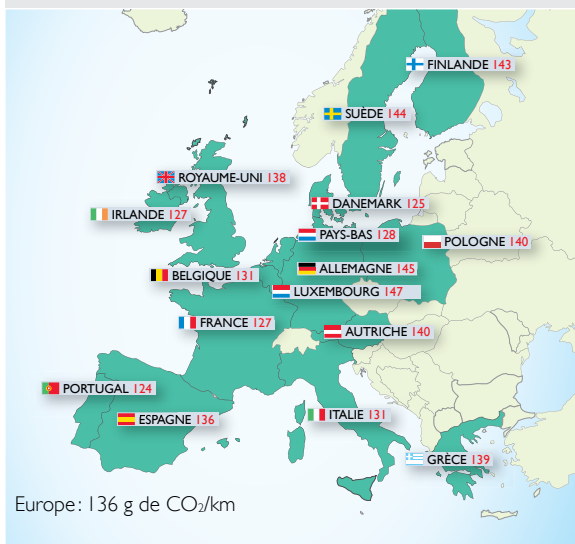 FINLANDE 143
SUÈDE 144
ROYAUME-UNI 138
DANEMARK 125
IRLANDE 127
PAYS-BAS 128
POLOGNE 140
ALLEMAGNE 145
BELGIQUE 131
LUXEMBOURG 147
FRANCE 127
AUTRICHE 140
PORTUGAL 124
ESPAGNE 136
ITALIE 131
GRÈCE 139
Europe : 136 g de CO₂/km